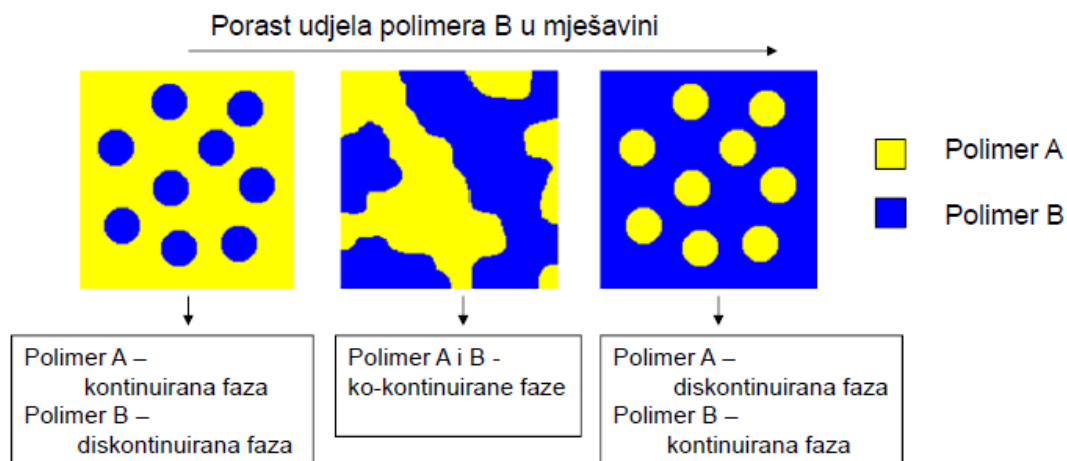 Porast udjela polimera B u mješavini
Polimer A
Polimer B
Polimer A –
kontinuirana faza
Polimer B –
diskontinuirana faza
Polimer A i B -
ko-kontinuirane faze
Polimer A –
diskontinuirana faza
Polimer B –
kontinuirana faza